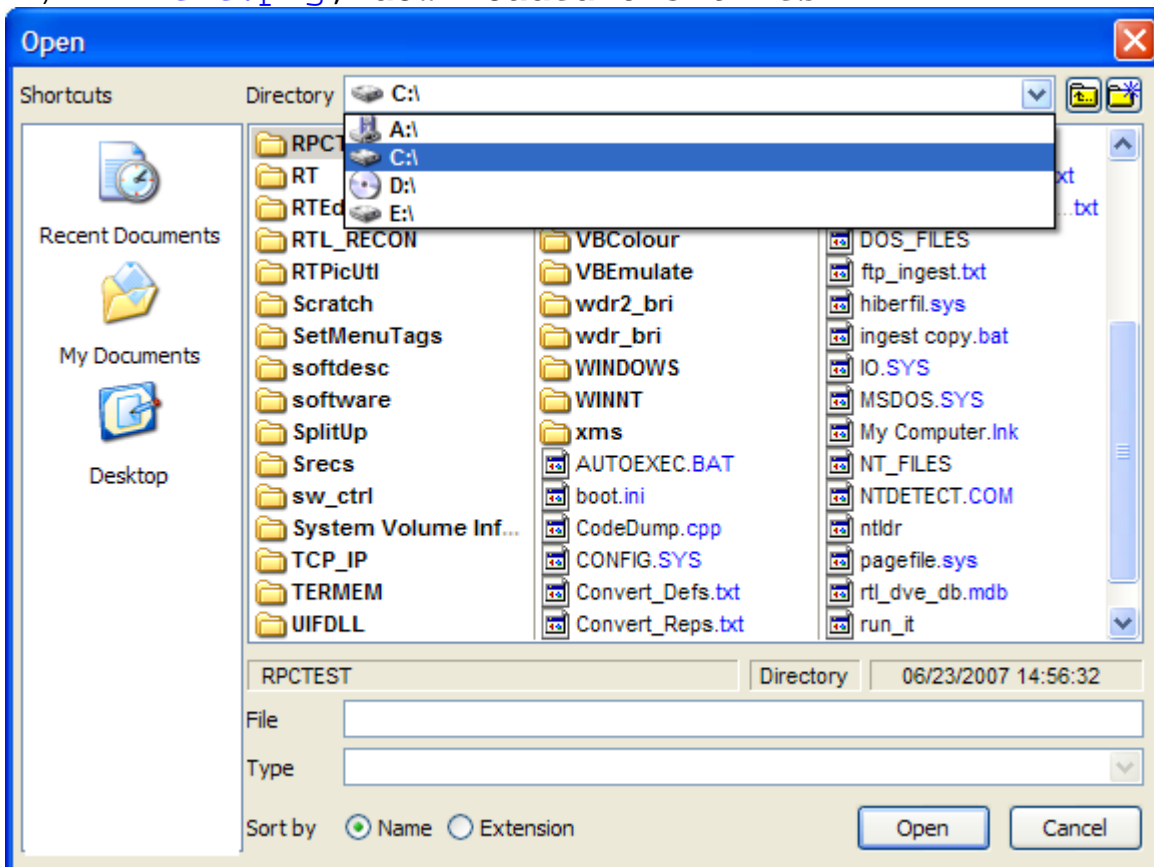 Open
Shortcuts
Directory C:\
A:\
C:\
D:\
E:\
Recent Documents
My Documents
Desktop
RPCT
RT
RTEd
RTL_RECON
RTPicUtl
Scratch
SetMenuTags
softdesc
software
SplitUp
Srecs
sw_ctrl
System Volume Inf...
TCP_IP
TERMEM
UIFDLL
VBColour
VBEmulate
wdr2_bri
wdr_bri
WINDOWS
WINNT
xms
AUTOEXEC.BAT
boot.ini
CodeDump.cpp
CONFIG.SYS
Convert_Defs.txt
Convert_Reps.txt
xt
...txt
DOS_FILES
ftp_ingest.txt
hiberfil.sys
ingest copy.bat
IO.SYS
MSDOS.SYS
My Computer.lnk
NT_FILES
NTDETECT.COM
ntldr
pagefile.sys
rtl_dve_db.mdb
run_it
RPCTEST Directory 06/23/2007 14:56:32
File
Type
Sort by Name Extension Open Cancel